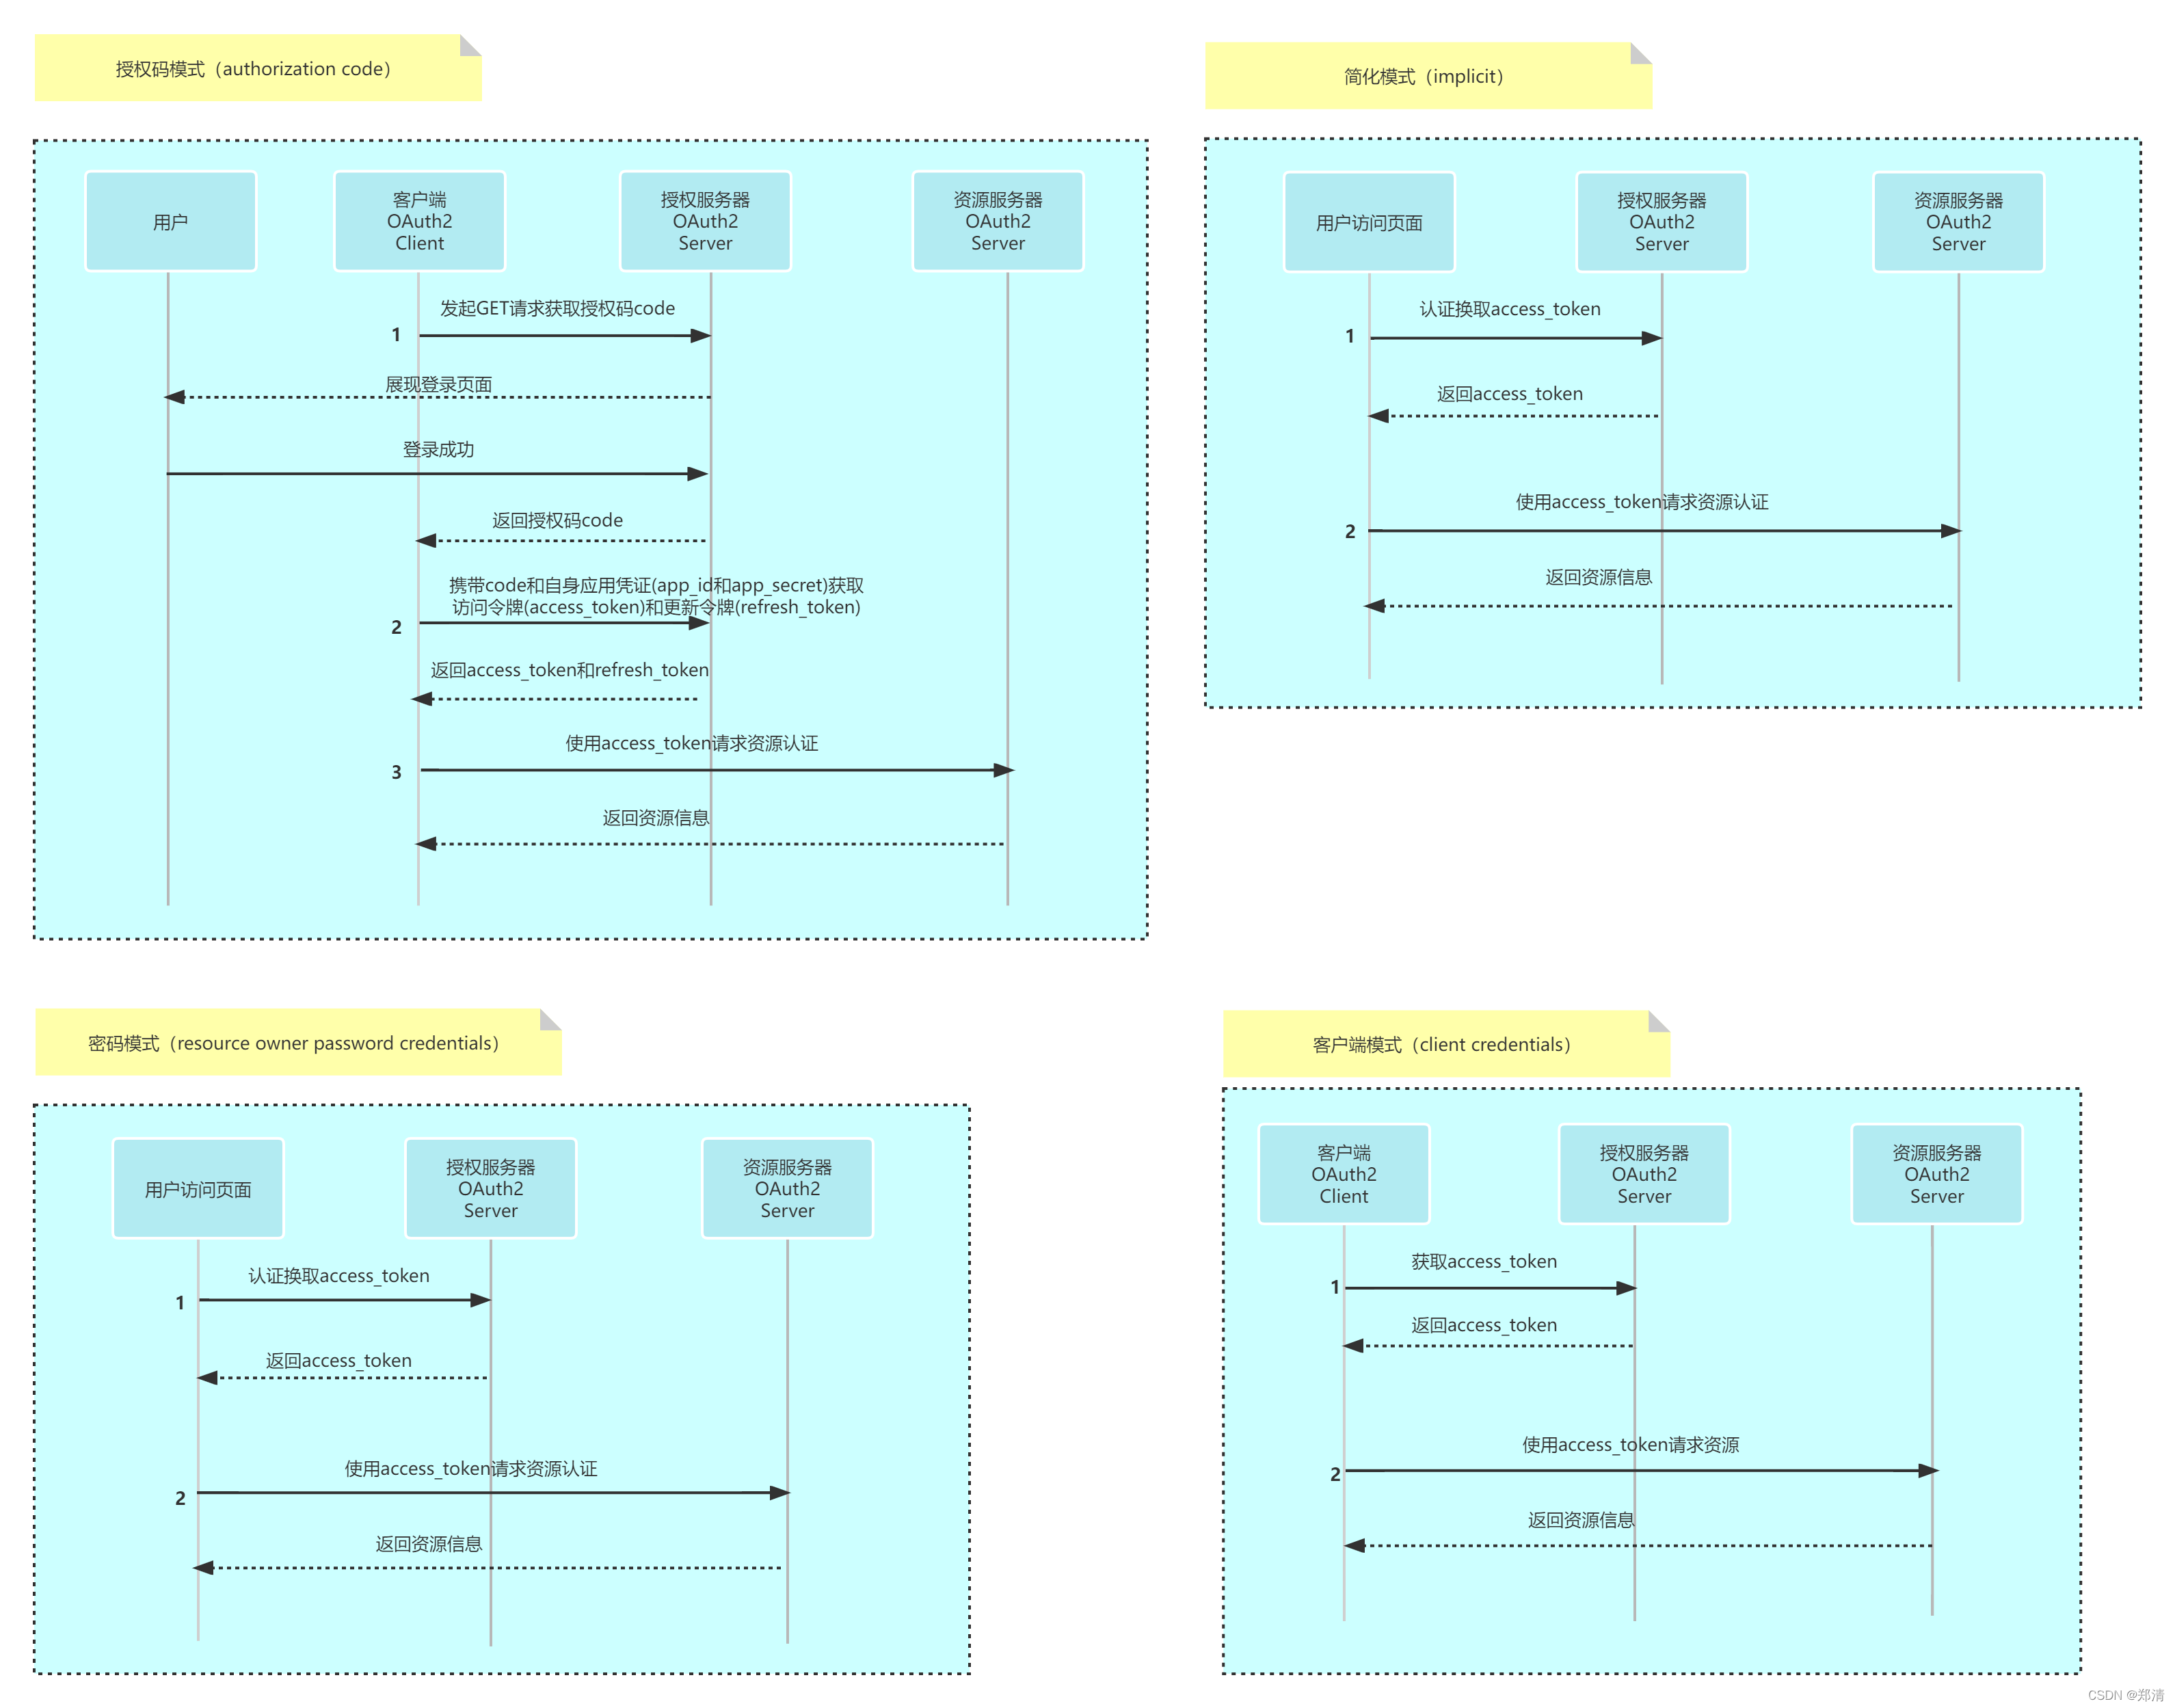 授权码模式（authorization code）
用户
客户端
OAuth2
Client
授权服务器
OAuth2
Server
资源服务器
OAuth2
Server
发起GET请求获取授权码code
1
展现登录页面
登录成功
返回授权码code
携带code和自身应用凭证(app_id和app_secret)获取
访问令牌(access_token)和更新令牌(refresh_token)
2
返回access_token和refresh_token
使用access_token请求资源认证
3
返回资源信息
简化模式（implicit）
用户访问页面
授权服务器
OAuth2
Server
资源服务器
OAuth2
Server
认证换取access_token
1
返回access_token
使用access_token请求资源认证
2
返回资源信息
密码模式（resource owner password credentials）
用户访问页面
授权服务器
OAuth2
Server
资源服务器
OAuth2
Server
认证换取access_token
1
返回access_token
使用access_token请求资源认证
2
返回资源信息
客户端模式（client credentials）
客户端
OAuth2
Client
授权服务器
OAuth2
Server
资源服务器
OAuth2
Server
获取access_token
1
返回access_token
使用access_token请求资源
2
返回资源信息
CSDN @郑清